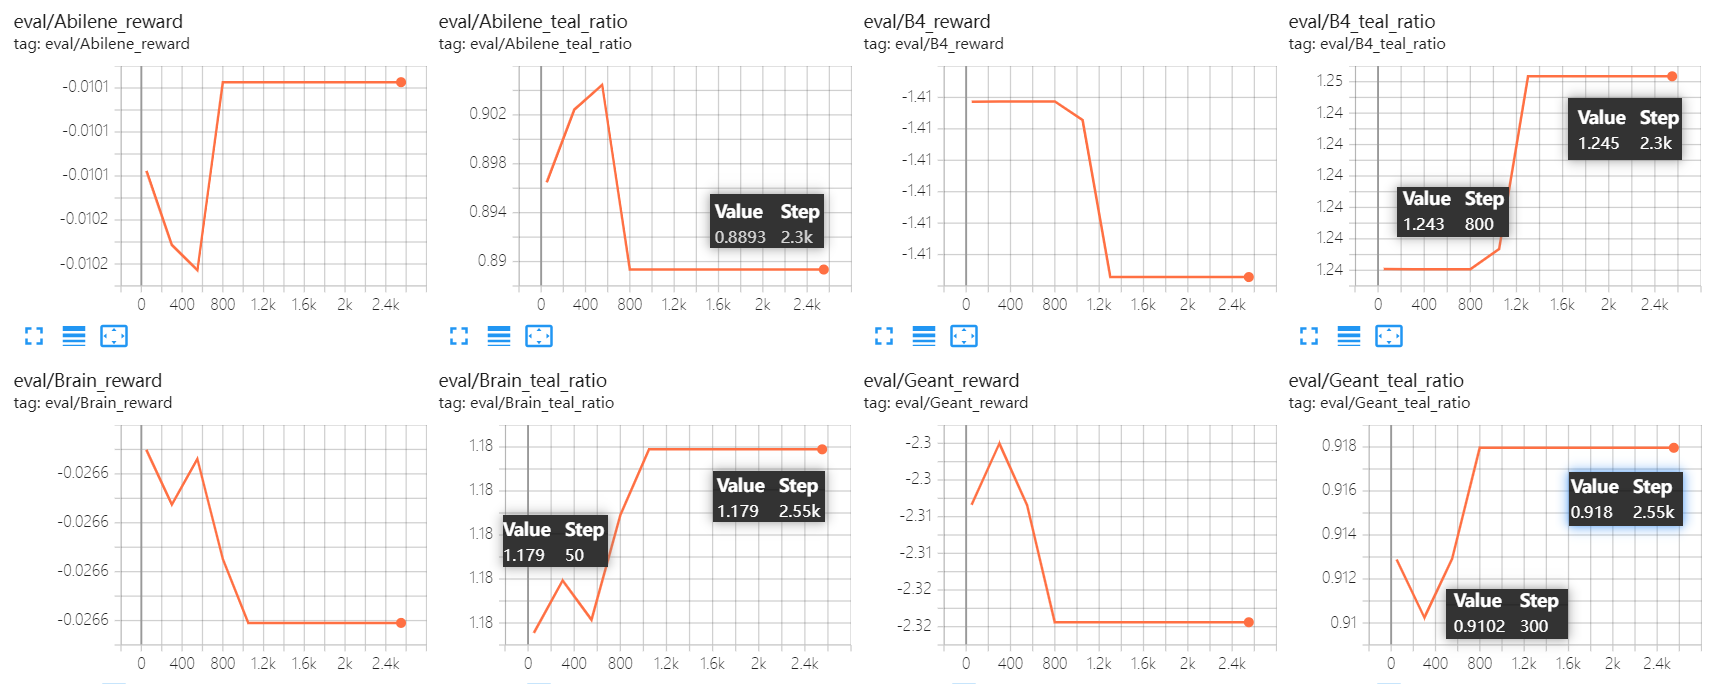 eval/Abilene_reward
tag: eval/Abilene_reward
-0.0101
-0.0101
-0.0101
-0.0102
-0.0102
0 400 800 1.2k 1.6k 2k 2.4k
eval/Abilene_teal_ratio
tag: eval/Abilene_teal_ratio
0.902
0.898
0.894
0.89
Value Step
0.8893 2.3k
0 400 800 1.2k 1.6k 2k 2.4k
eval/B4_reward
tag: eval/B4_reward
-1.41
-1.41
-1.41
-1.41
-1.41
-1.41
0 400 800 1.2k 1.6k 2k 2.4k
eval/B4_teal_ratio
tag: eval/B4_teal_ratio
1.25
1.24
1.24
1.24
1.24
1.24
1.24
Value Step
1.245 2.3k
Value Step
1.243 800
0 400 800 1.2k 1.6k 2k 2.4k
eval/Brain_reward
tag: eval/Brain_reward
-0.0266
-0.0266
-0.0266
-0.0266
0 400 800 1.2k 1.6k 2k 2.4k
eval/Brain_teal_ratio
tag: eval/Brain_teal_ratio
1.18
1.18
1.18
1.18
1.18
Value Step
1.179 2.55k
Value Step
1.179 50
0 400 800 1.2k 1.6k 2k 2.4k
eval/Geant_reward
tag: eval/Geant_reward
-2.3
-2.3
-2.31
-2.31
-2.32
-2.32
0 400 800 1.2k 1.6k 2k 2.4k
eval/Geant_teal_ratio
tag: eval/Geant_teal_ratio
0.918
0.916
0.914
0.912
0.91
Value Step
0.918 2.55k
Value Step
0.9102 300
0 400 800 1.2k 1.6k 2k 2.4k